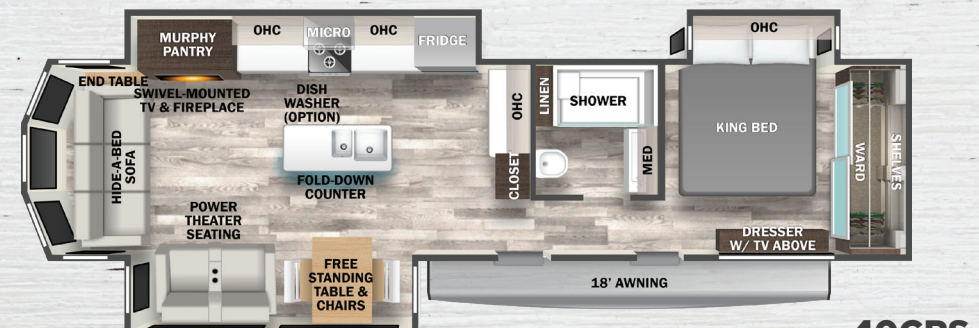 MURPHY
PANTRY
OHC
MICRO
OHC
FRIDGE
OHC
END TABLE
SWIVEL-MOUNTED
TV & FIREPLACE
DISH
WASHER
(OPTION)
OHC
LINEN
SHOWER
KING BED
HIDE-A-BED
SOFA
FOLD-DOWN
COUNTER
CLOSET
MED
WARD
SHELVES
POWER
THEATER
SEATING
DRESSER
W/ TV ABOVE
FREE
STANDING
TABLE &
CHAIRS
18' AWNING